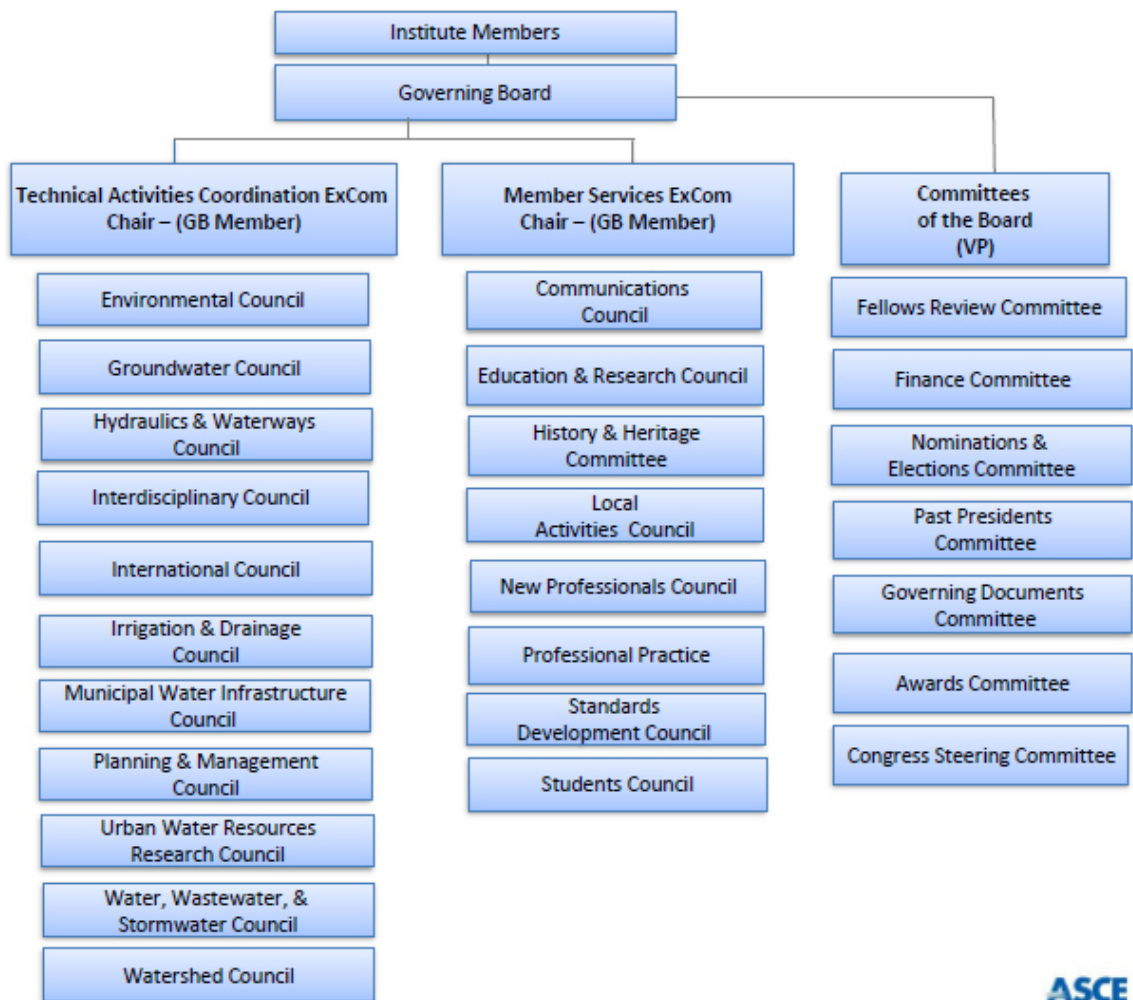 Institute Members
Governing Board
Technical Activities Coordination ExCom
Chair – (GB Member)
Environmental Council
Groundwater Council
Hydraulics & Waterways
Council
Interdisciplinary Council
International Council
Irrigation & Drainage
Council
Municipal Water Infrastructure
Council
Planning & Management
Council
Urban Water Resources
Research Council
Water, Wastewater, &
Stormwater Council
Watershed Council
Member Services ExCom
Chair – (GB Member)
Communications
Council
Education & Research Council
History & Heritage
Committee
Local
Activities Council
New Professionals Council
Professional Practice
Standards
Development Council
Students Council
Committees
of the Board
(VP)
Fellows Review Committee
Finance Committee
Nominations &
Elections Committee
Past Presidents
Committee
Governing Documents
Committee
Awards Committee
Congress Steering Committee
ASCE